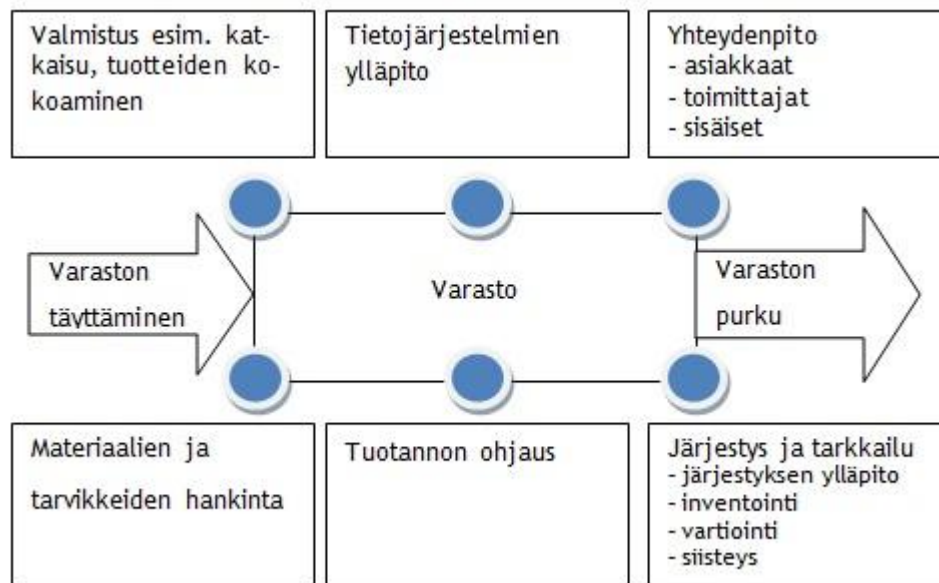 Valmistus esim. kat-
kaisu, tuotteiden ko-
koaminen
Tietojärjestelmien
ylläpito
Yhteydenpito
- asiakkaat
- toimittajat
- sisäiset
Varaston
täyttäminen
Varasto
Varaston
purku
Materiaalien ja
tarvikkeiden hankinta
Tuotannon ohjaus
Järjestys ja tarkkailu
- järjestyksen ylläpito
- inventointi
- vartiointi
- siisteys